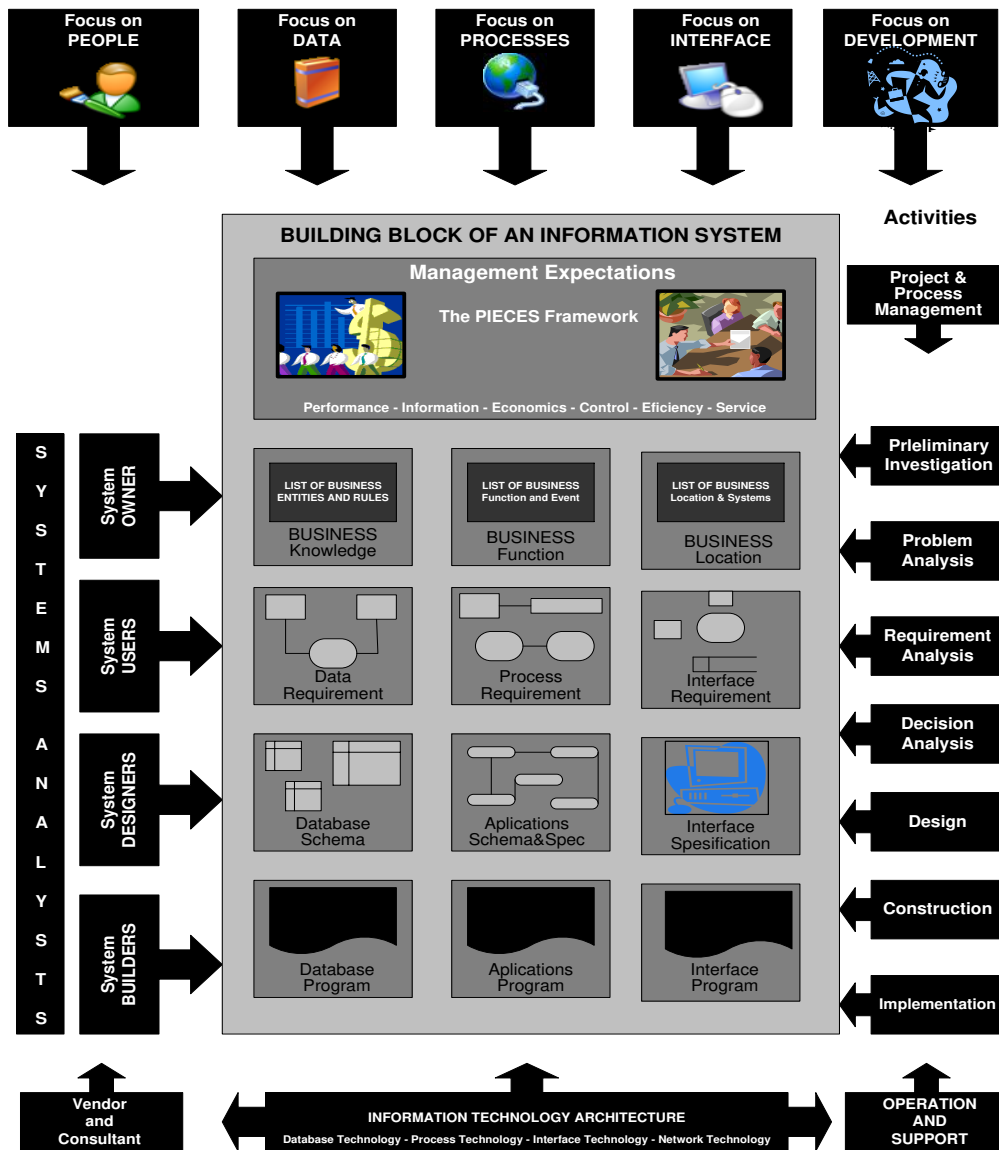 Focus on
PEOPLE
Focus on
DATA
Focus on
PROCESSES
Focus on
INTERFACE
Focus on
DEVELOPMENT
Activities
BUILDING BLOCK OF AN INFORMATION SYSTEM
Management Expectations
The PIECES Framework
Performance - Information - Economics - Control - Eficiency - Service
Project &
Process
Management
S
Y
S
T
E
M
S
A
N
A
L
Y
S
T
S
System
OWNER
LIST OF BUSINESS
ENTITIES AND RULES
BUSINESS
Knowledge
LIST OF BUSINESS
Function and Event
BUSINESS
Function
LIST OF BUSINESS
Location & Systems
BUSINESS
Location
Prleliminary
Investigation
Problem
Analysis
System
USERS
Data
Requirement
Process
Requirement
Interface
Requirement
Requirement
Analysis
Decision
Analysis
System
DESIGNERS
Database
Schema
Aplications
Schema&Spec
Interface
Spesification
Design
System
BUILDERS
Database
Program
Aplications
Program
Interface
Program
Construction
Implementation
Vendor
and
Consultant
INFORMATION TECHNOLOGY ARCHITECTURE
Database Technology - Process Technology - Interface Technology - Network Technology
OPERATION
AND
SUPPORT